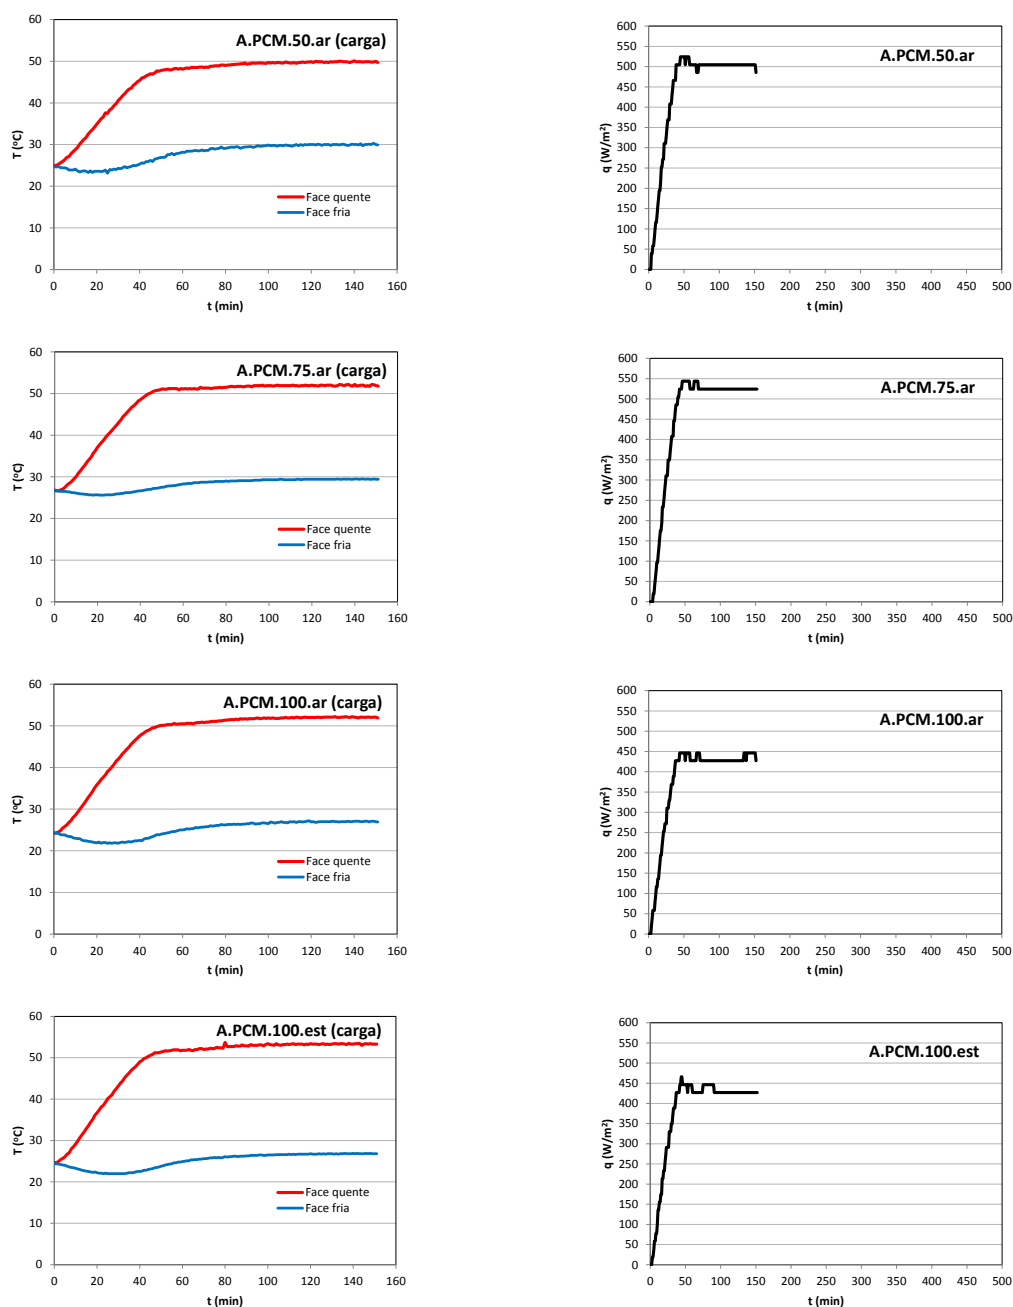 A.PCM.50.ar (carga)
60
50
40
30
20
10
0
T (ºC)
Face quente
Face fria
0 20 40 60 80 100 120 140 160
t (min)
A.PCM.50.ar
600
550
500
450
400
350
300
250
200
150
100
50
0
q (W/m²)
0 50 100 150 200 250 300 350 400 450 500
t (min)
A.PCM.75.ar (carga)
60
50
40
30
20
10
0
T (ºC)
Face quente
Face fria
0 20 40 60 80 100 120 140 160
t (min)
A.PCM.75.ar
600
550
500
450
400
350
300
250
200
150
100
50
0
q (W/m²)
0 50 100 150 200 250 300 350 400 450 500
t (min)
A.PCM.100.ar (carga)
60
50
40
30
20
10
0
T (ºC)
Face quente
Face fria
0 20 40 60 80 100 120 140 160
t (min)
A.PCM.100.ar
600
550
500
450
400
350
300
250
200
150
100
50
0
q (W/m²)
0 50 100 150 200 250 300 350 400 450 500
t (min)
A.PCM.100.est (carga)
60
50
40
30
20
10
0
T (ºC)
Face quente
Face fria
0 20 40 60 80 100 120 140 160
t (min)
A.PCM.100.est
600
550
500
450
400
350
300
250
200
150
100
50
0
q (W/m²)
0 50 100 150 200 250 300 350 400 450 500
t (min)